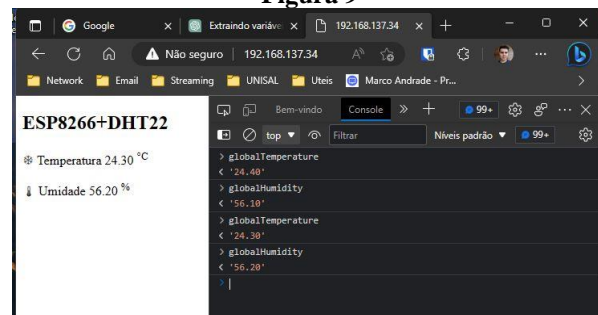 Figura 9
Google
Extraindo variáve
192.168.137.34
Não seguro
192.168.137.34
Network
Email
Streaming
UNISAL
Uteis
Marco Andrade - Pr...
ESP8266+DHT22
Temperatura 24.30 °C
Umidade 56.20 %
Bem-vindo
Console
99+
top
Filtrar
Níveis padrão
99+
> globalTemperature
< '24.40'
> globalHumidity
< '56.10'
> globalTemperature
< '24.30'
> globalHumidity
< '56.20'
>